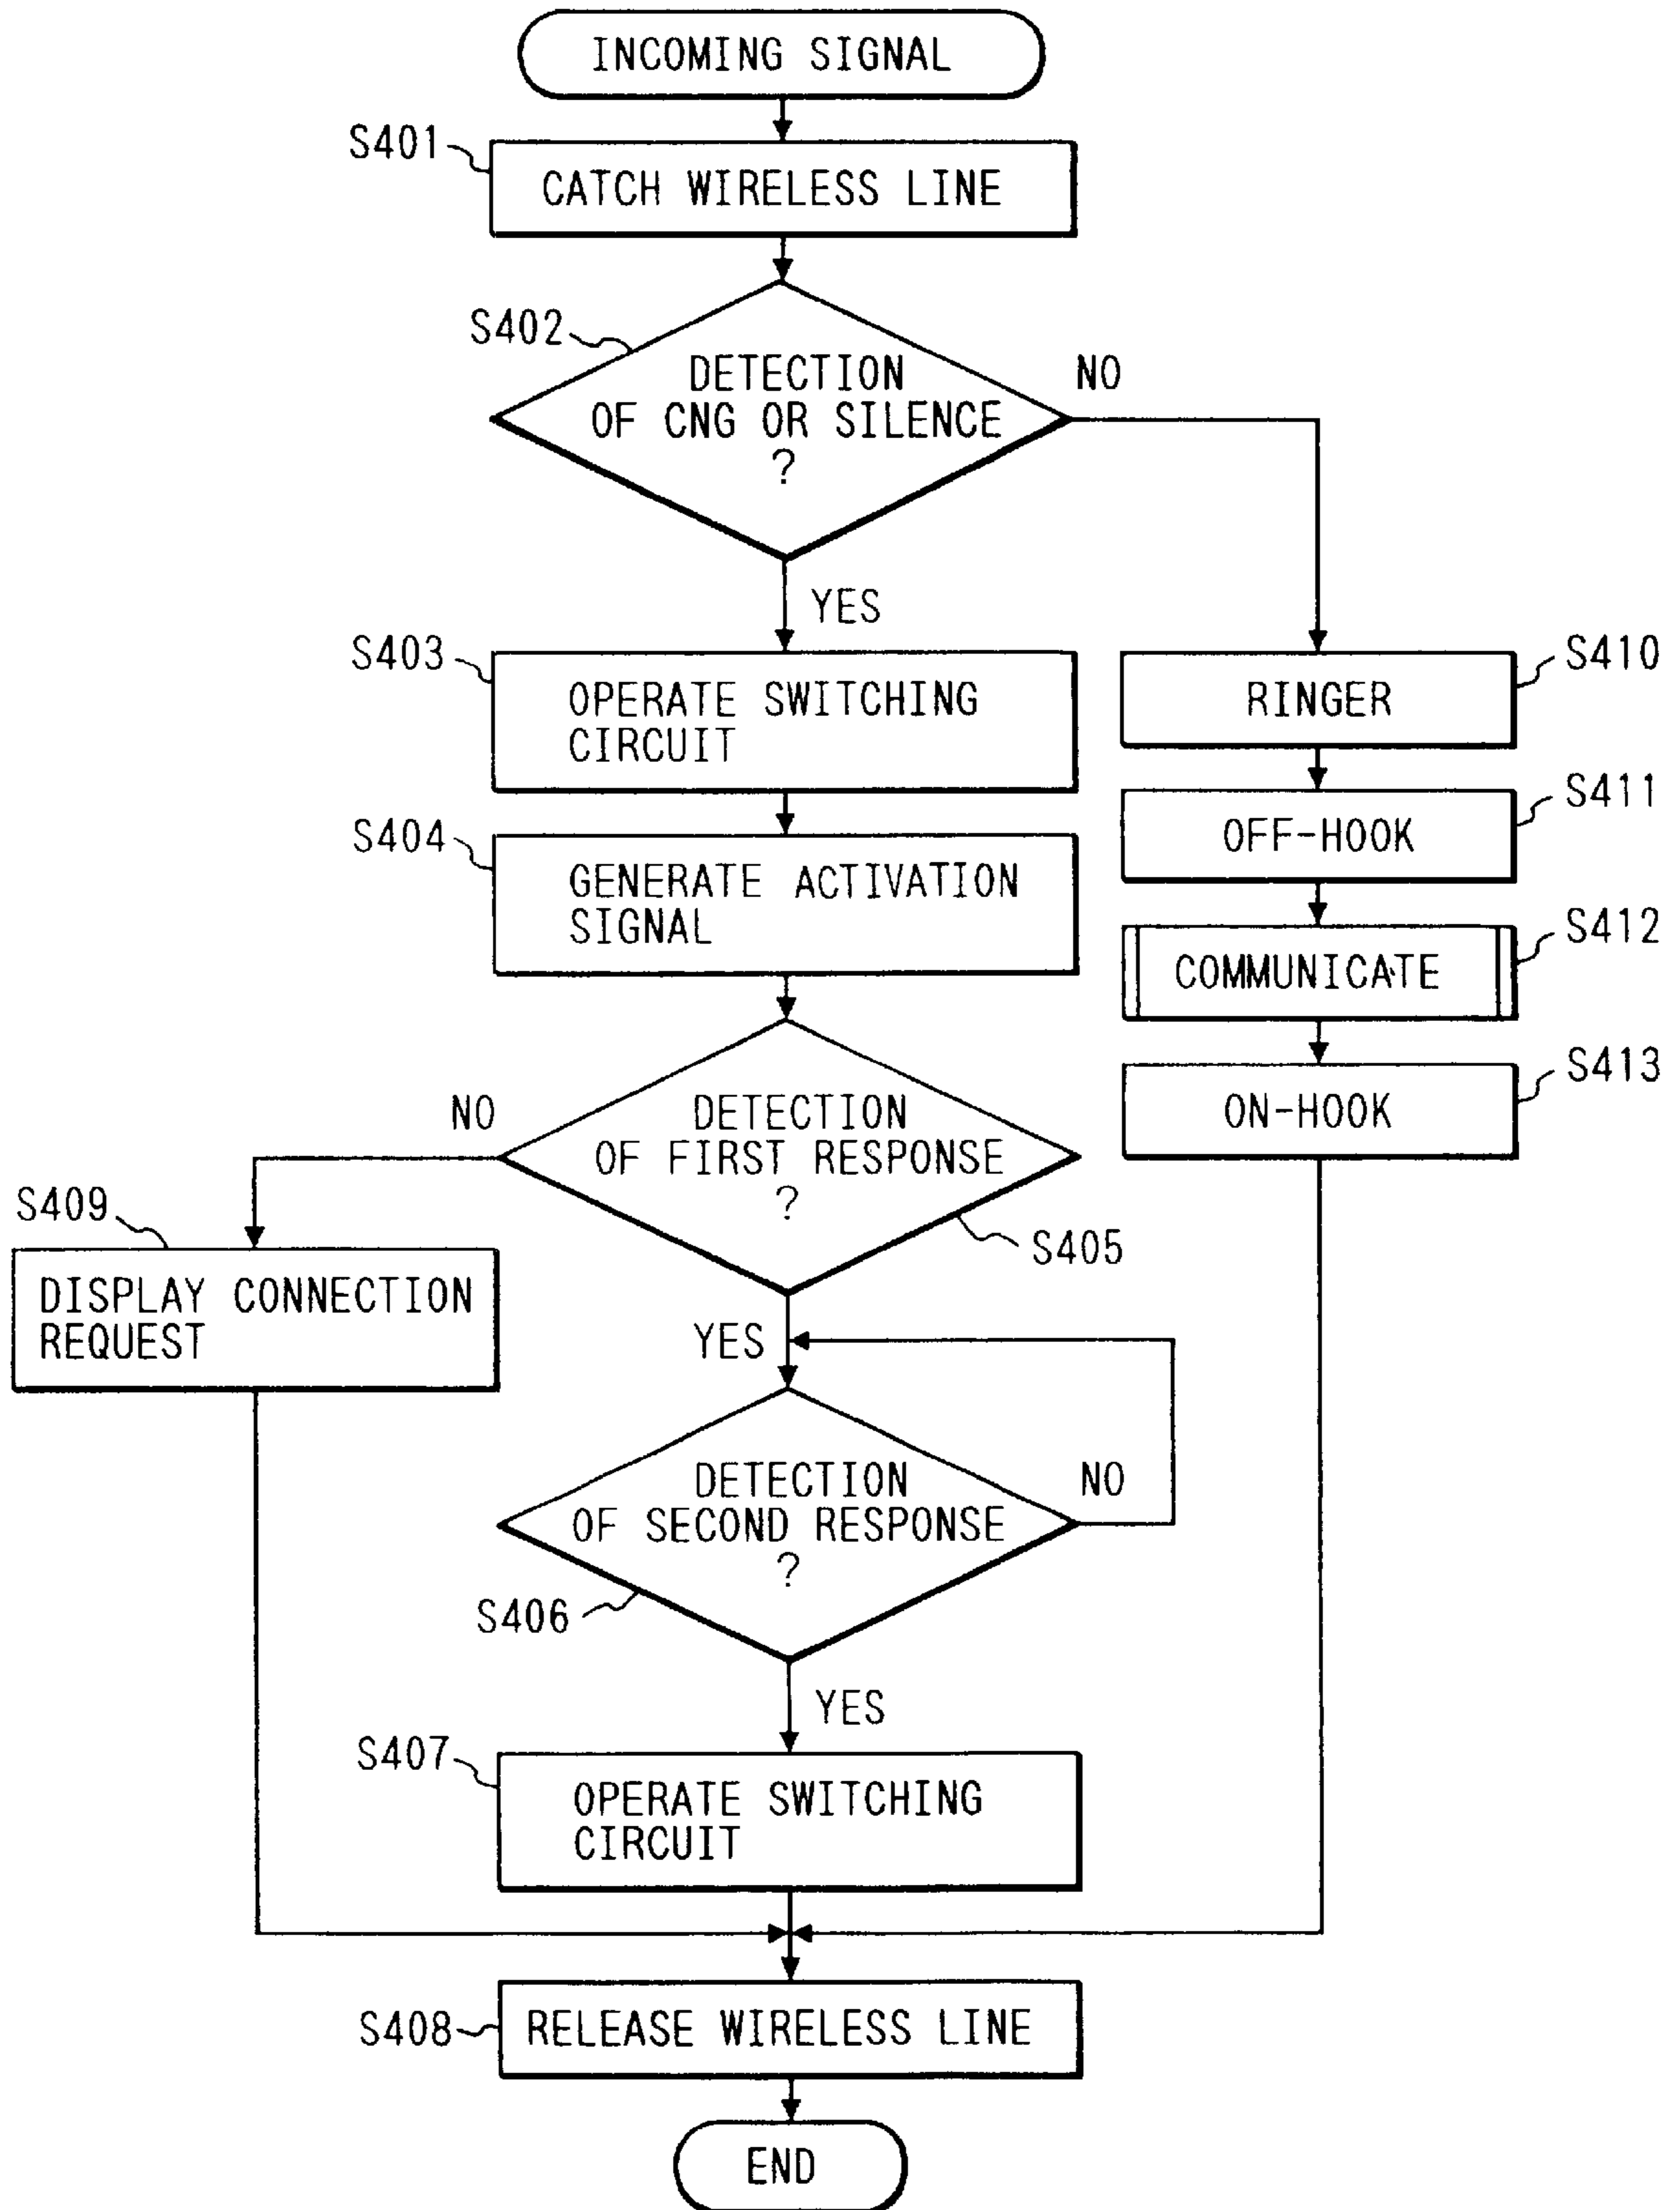 INCOMING SIGNAL
S401
CATCH WIRELESS LINE
S402
DETECTION
OF CNG OR SILENCE
?
NO
YES
S403
OPERATE SWITCHING
CIRCUIT
S410
RINGER
S404
GENERATE ACTIVATION
SIGNAL
S411
OFF-HOOK
S412
COMMUNICATE
S413
ON-HOOK
NO
DETECTION
OF FIRST RESPONSE
?
S405
S409
DISPLAY CONNECTION
REQUEST
YES
DETECTION
OF SECOND RESPONSE
?
NO
S406
YES
S407
OPERATE SWITCHING
CIRCUIT
S408
RELEASE WIRELESS LINE
END